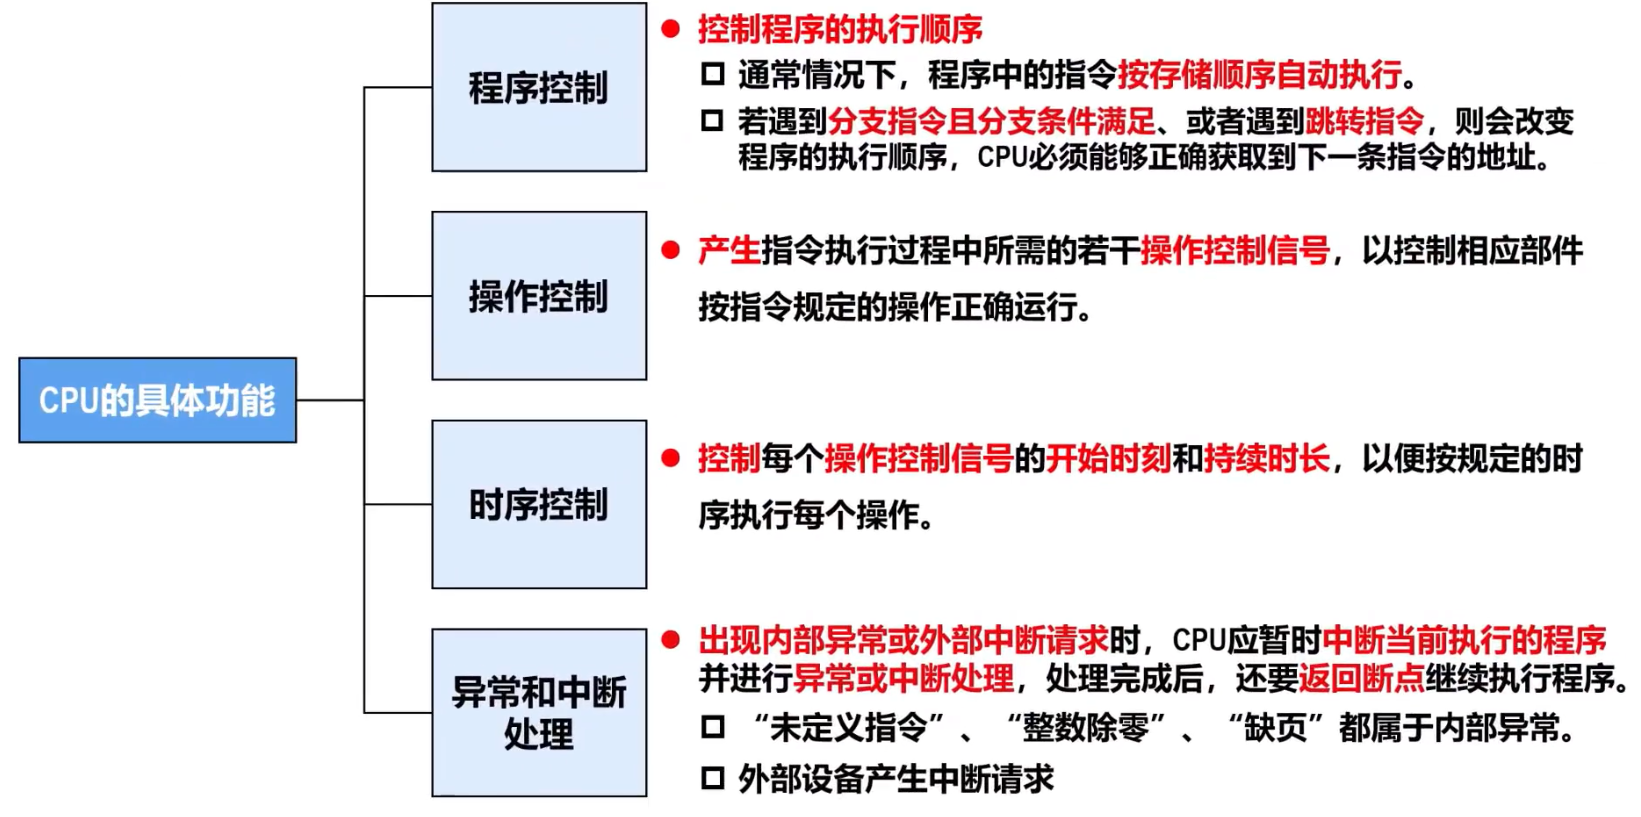 CPU的具体功能
程序控制
● 控制程序的执行顺序
□ 通常情况下，程序中的指令按存储顺序自动执行。
□ 若遇到分支指令且分支条件满足、或者遇到跳转指令，则会改变
程序的执行顺序，CPU必须能够正确获取到下一条指令的地址。
操作控制
● 产生指令执行过程中所需的若干操作控制信号，以控制相应部件
按指令规定的操作正确运行。
时序控制
● 控制每个操作控制信号的开始时刻和持续时长，以便按规定的时
序执行每个操作。
异常和中断
处理
● 出现内部异常或外部中断请求时，CPU应暂时中断当前执行的程序
并进行异常或中断处理，处理完成后，还要返回断点继续执行程序。
□ “未定义指令”、“整数除零”、“缺页”都属于内部异常。
□ 外部设备产生中断请求